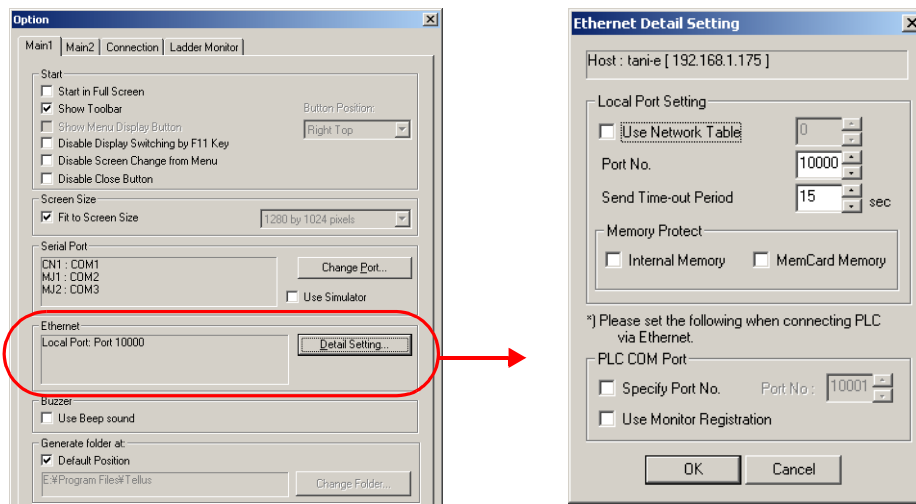 Option
Main1 Main2 Connection Ladder Monitor
Start
Start in Full Screen
Show Toolbar
Button Position:
Show Menu Display Button
Right Top
Disable Display Switching by F11 Key
Disable Screen Change from Menu
Disable Close Button
Screen Size
Fit to Screen Size
1280 by 1024 pixels
Serial Port
CN1 : COM1
MJ1 : COM2
MJ2 : COM3
Change Port...
Use Simulator
Ethernet
Local Port: Port 10000
Detail Setting...
Buzzer
Use Beep sound
Generate folder at:
Default Position
E:¥Program Files¥Tellus
Change Folder...
Ethernet Detail Setting
Host : tani-e [ 192.168.1.175 ]
Local Port Setting
Use Network Table 0
Port No. 10000
Send Time-out Period 15 sec
Memory Protect
Internal Memory MemCard Memory
*) Please set the following when connecting PLC
via Ethernet.
PLC COM Port
Specify Port No. Port No : 10001
Use Monitor Registration
OK Cancel